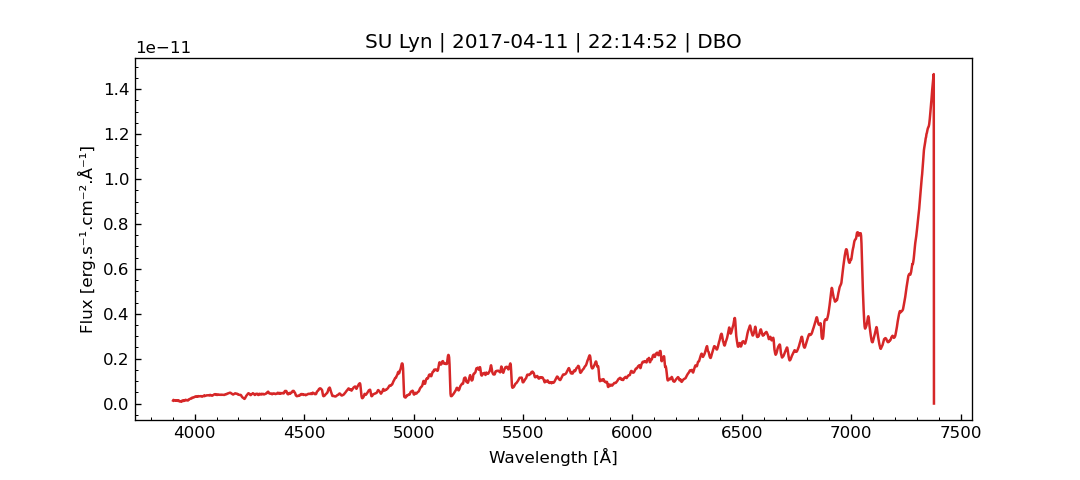 SU Lyn | 2017-04-11 | 22:14:52 | DBO
1e−11
1.4
1.2
1.0
0.8
0.6
0.4
0.2
0.0
Flux [erg.s⁻¹.cm⁻².Å⁻¹]
4000 4500 5000 5500 6000 6500 7000 7500
Wavelength [Å]